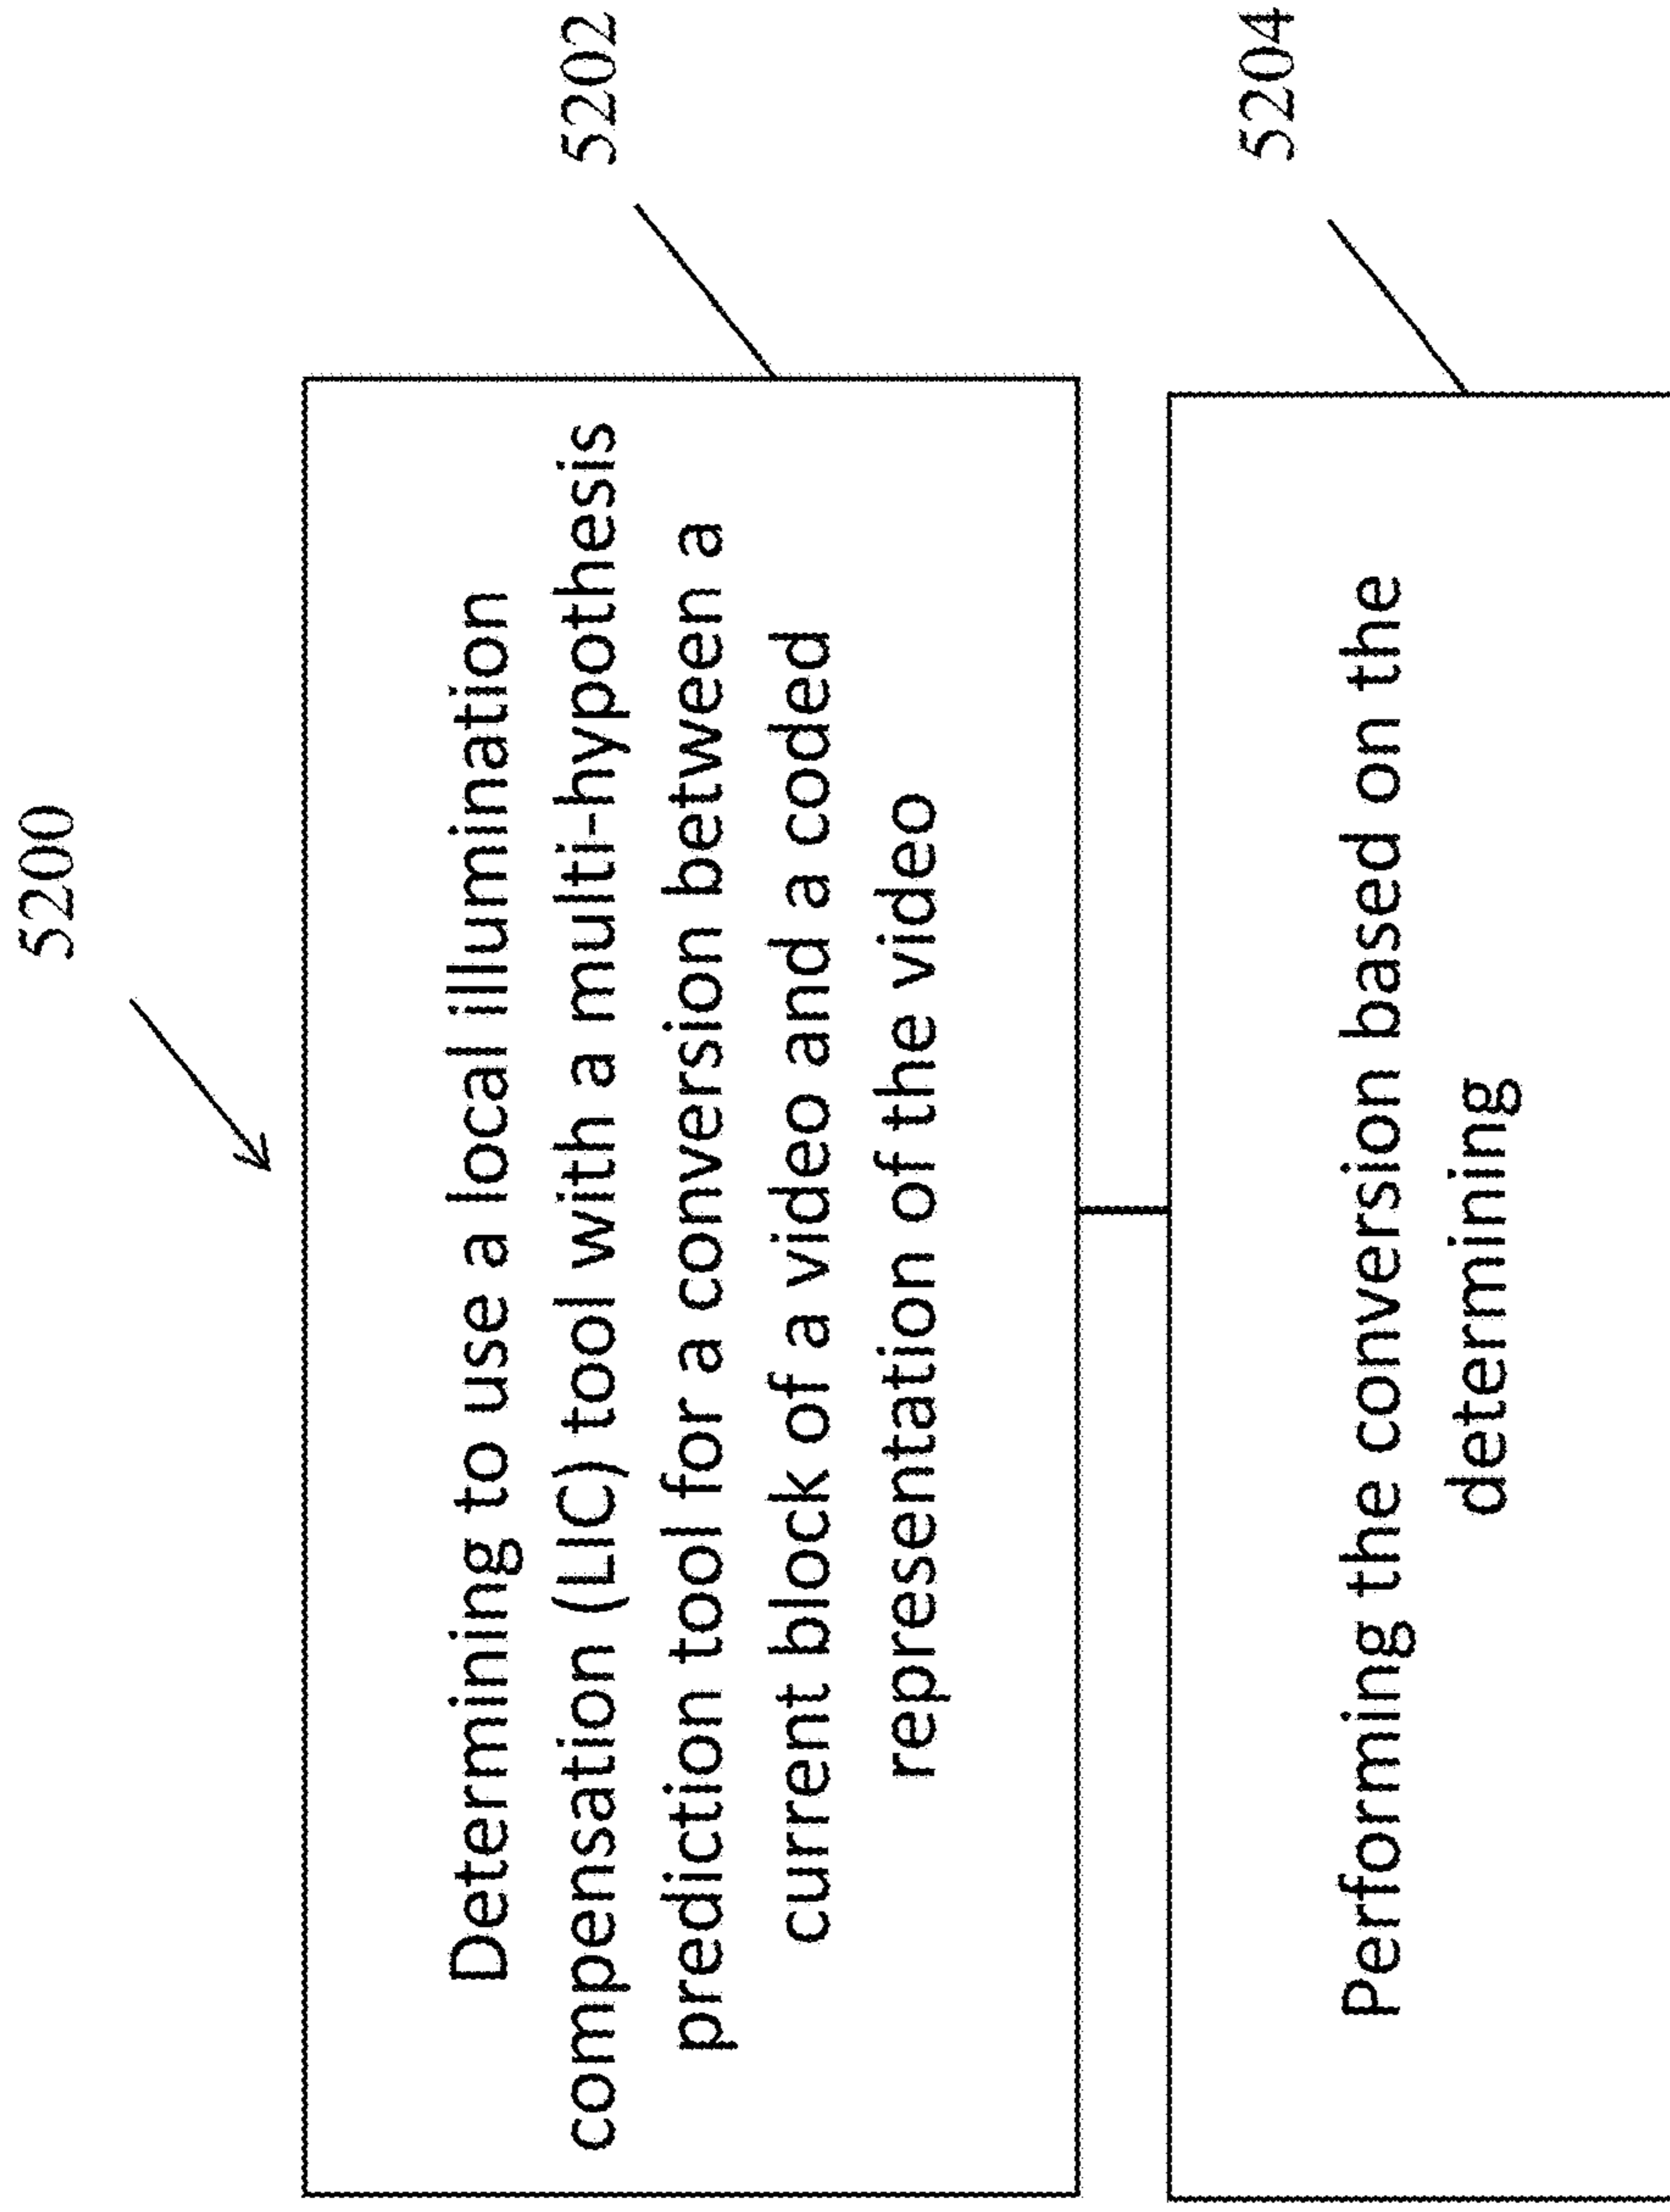 5200
Determining to use a local illumination
compensation (LIC) tool with a multi-hypothesis
prediction tool for a conversion between a
current block of a video and a coded
representation of the video
5202
Performing the conversion based on the
determining
5204